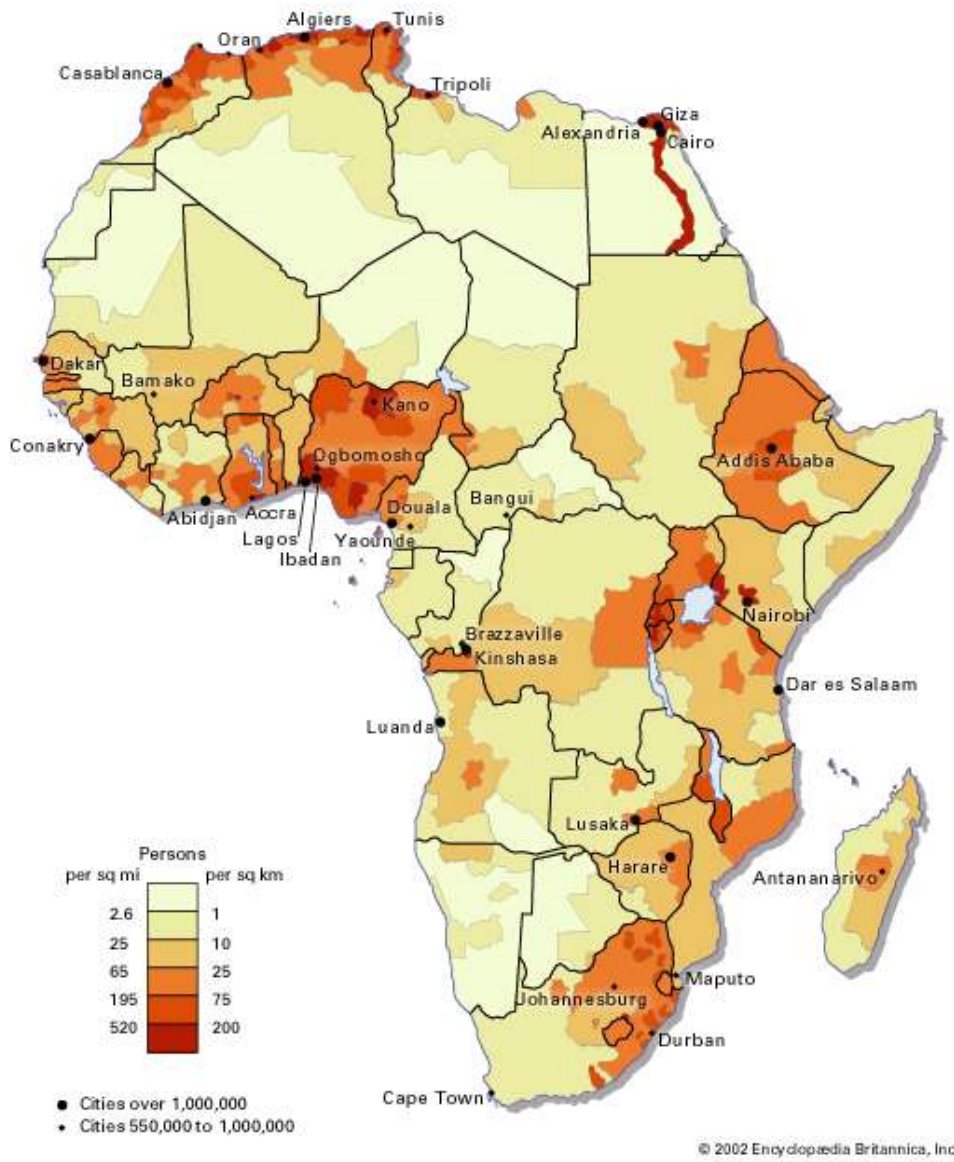 Algiers
Tunis
Oran
Casablanca
Tripoli
Giza
Alexandria
Cairo
Dakar
Bamako
Kano
Conakry
Ogbomosho
Addis Ababa
Abidjan
Accra
Douala
Bangui
Lagos
Yaounde
Ibadan
Nairobi
Brazzaville
Kinshasa
Dar es Salaam
Luanda
Lusaka
Harare
Antananarivo
Maputo
Johannesburg
Durban
Cape Town
Persons
per sq mi per sq km
2.6 1
25 10
65 25
195 75
520 200
Cities over 1,000,000
Cities 550,000 to 1,000,000
© 2002 Encyclopædia Britannica, Inc